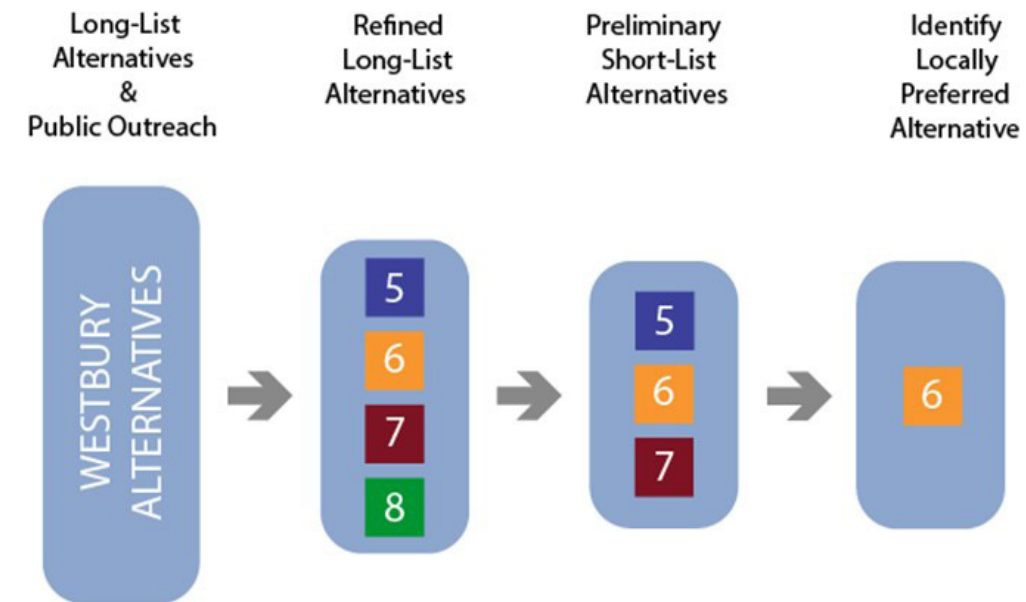 Long-List
Alternatives
&
Public Outreach
Refined
Long-List
Alternatives
Preliminary
Short-List
Alternatives
Identify
Locally
Preferred
Alternative
WESTBURY
ALTERNATIVES
5
6
7
8
5
6
7
6